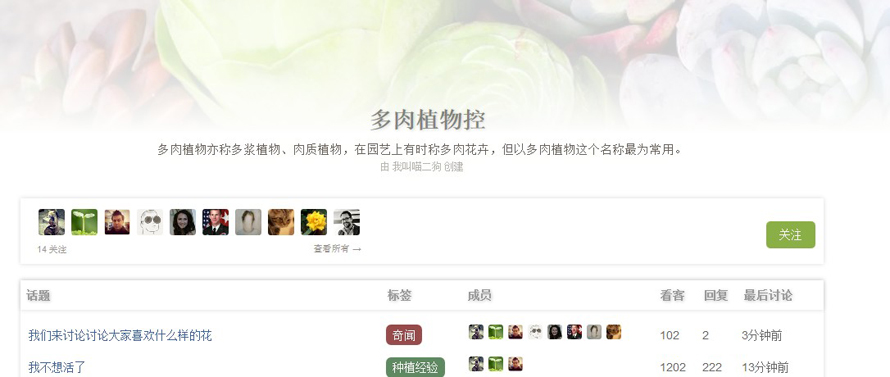 多肉植物控
多肉植物亦称多浆植物、肉质植物，在园艺上有时称多肉花卉，但以多肉植物这个名称最为常用。
由 我叫喵二狗 创建
14 关注 查看所有 → 关注
话题 标签 成员 看客 回复 最后讨论
我们来讨论讨论大家喜欢什么样的花 奇闻 102 2 3分钟前
我不想活了 种植经验 1202 222 13分钟前